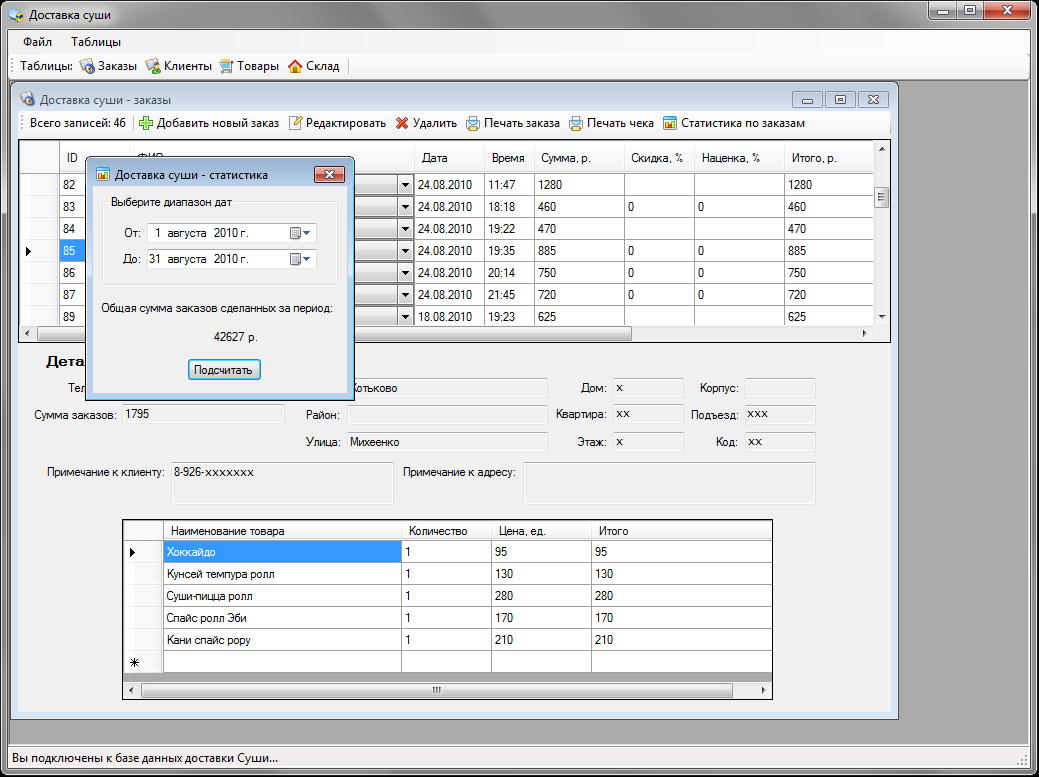 Доставка суши
Файл Таблицы
Таблицы: Заказы Клиенты Товары Склад
Доставка суши - заказы
Всего записей: 46 Добавить новый заказ Редактировать Удалить Печать заказа Печать чека Статистика по заказам
ID Дата Время Сумма, р. Скидка, % Наценка, % Итого, р.
82 24.08.2010 11:47 1280 1280
83 24.08.2010 18:18 460 0 0 460
84 24.08.2010 19:22 470 470
85 24.08.2010 19:35 885 0 0 885
86 24.08.2010 20:14 750 0 0 750
87 24.08.2010 21:45 720 0 0 720
89 18.08.2010 19:23 625 625
Доставка суши - статистика
Выберите диапазон дат
От: 1 августа 2010 г.
До: 31 августа 2010 г.
Общая сумма заказов сделанных за период:
42627 р.
Подсчитать
Дета
Тел Хотьково Дом: x Корпус:
Сумма заказов: 1795 Район: Квартира: xx Подъезд: xxx
Улица: Михеенко Этаж: x Код: xx
Примечание к клиенту: 8-926-xxxxxxx Примечание к адресу:
Наименование товара Количество Цена, ед. Итого
Хоккайдо 1 95 95
Кунсей темпура ролл 1 130 130
Суши-пицца ролл 1 280 280
Спайс ролл Эби 1 170 170
Кани спайс рору 1 210 210
Вы подключены к базе данных доставки Суши...